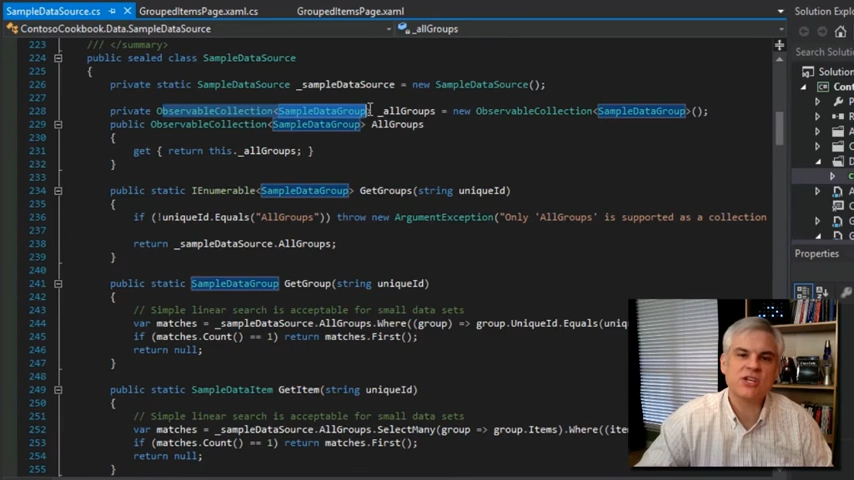 SampleDataSource.cs
GroupedItemsPage.xaml.cs
GroupedItemsPage.xaml
Solution Explo
ContosoCookbook.Data.SampleDataSource
_allGroups
Search Solutio
Solution
Cont
223 /// </summary>
224 public sealed class SampleDataSource
225 {
226 private static SampleDataSource _sampleDataSource = new SampleDataSource();
227
228 private ObservableCollection<SampleDataGroup> _allGroups = new ObservableCollection<SampleDataGroup>();
229 public ObservableCollection<SampleDataGroup> AllGroups
230 {
231 get { return this._allGroups; }
232 }
233
234 public static IEnumerable<SampleDataGroup> GetGroups(string uniqueId)
235 {
236 if (!uniqueId.Equals("AllGroups")) throw new ArgumentException("Only 'AllGroups' is supported as a collection
237
238 return _sampleDataSource.AllGroups;
239 }
240
241 public static SampleDataGroup GetGroup(string uniqueId)
242 {
243 // Simple linear search is acceptable for small data sets
244 var matches = _sampleDataSource.AllGroups.Where((group) => group.UniqueId.Equals(uniqu
245 if (matches.Count() == 1) return matches.First();
246 return null;
247 }
248
249 public static SampleDataItem GetItem(string uniqueId)
250 {
251 // Simple linear search is acceptable for small data sets
252 var matches = _sampleDataSource.AllGroups.SelectMany(group => group.Items).Where((ite
253 if (matches.Count() == 1) return matches.First();
254 return null;
255 }
Properties